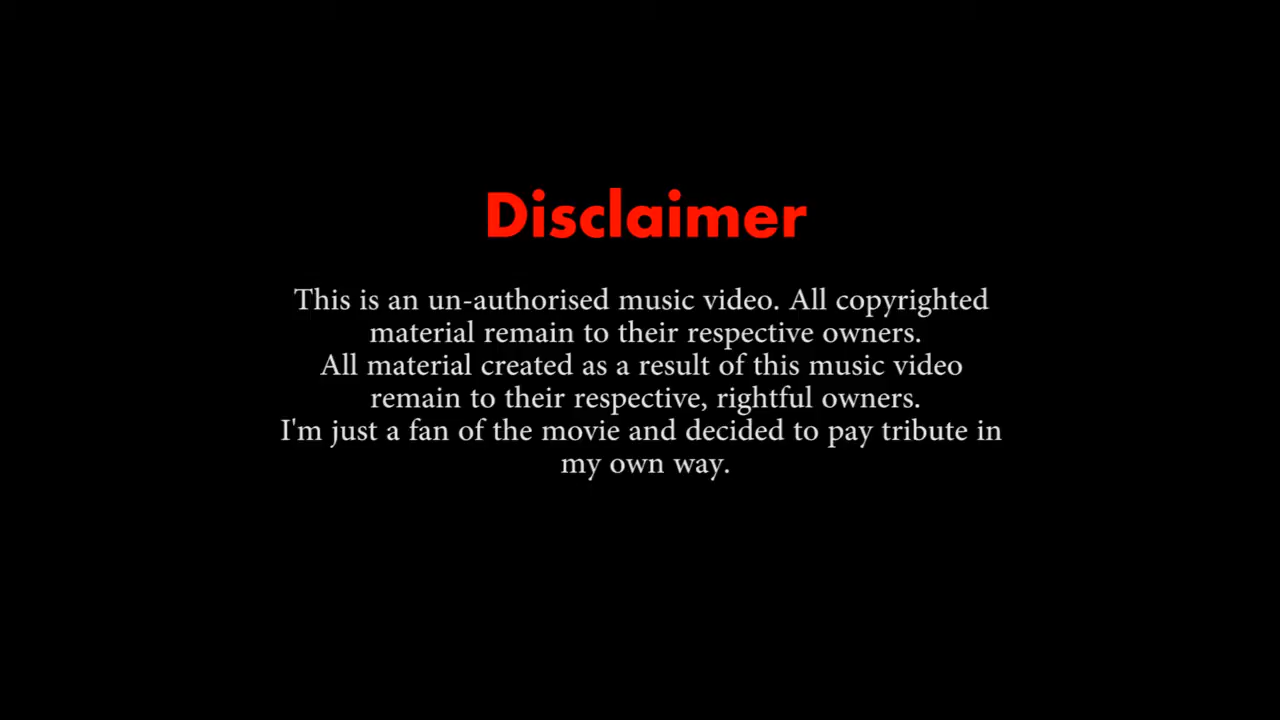 Disclaimer
This is an un-authorised music video. All copyrighted
material remain to their respective owners.
All material created as a result of this music video
remain to their respective, rightful owners.
I'm just a fan of the movie and decided to pay tribute in
my own way.